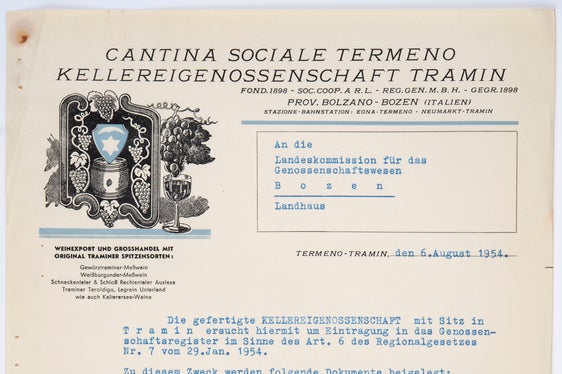 CANTINA SOCIALE TERMENO
KELLEREIGENOSSENSCHAFT TRAMIN
FOND. 1898 - SOC. COOP. A R. L. - REG. GEN. M. B. H. - GEGR. 1898
PROV. BOLZANO - BOZEN (ITALIEN)
STAZIONE-BAHNSTATION: EGNA-TERMENO - NEUMARKT-TRAMIN
An die
Landeskommission für das
Genossenschaftswesen
B o z e n
Landhaus
WEINEXPORT UND GROSSHANDEL MIT
ORIGINAL TRAMINER SPITZENSORTEN:
Gewürztraminer-Meßwein
Weißburgunder-Meßwein
Schneckentaler & Schloß Rechtentaler Auslese
Traminer Teroldigo, Legrein Unterland
wie auch Kalterersee-Weine
TERMENO-TRAMIN, den 6.August 1954.
Die gefertigte KELLEREIGENOSSENSCHAFT mit Sitz in
T r a m i n ersucht hiermit um Eintragung in das Genossen-
schaftsregister im Sinne des Art. 6 des Regionalgesetzes
Nr. 7 vom 29.Jan. 1954.
Zu diesem Zweck werden folgende Dokumente beigelegt: